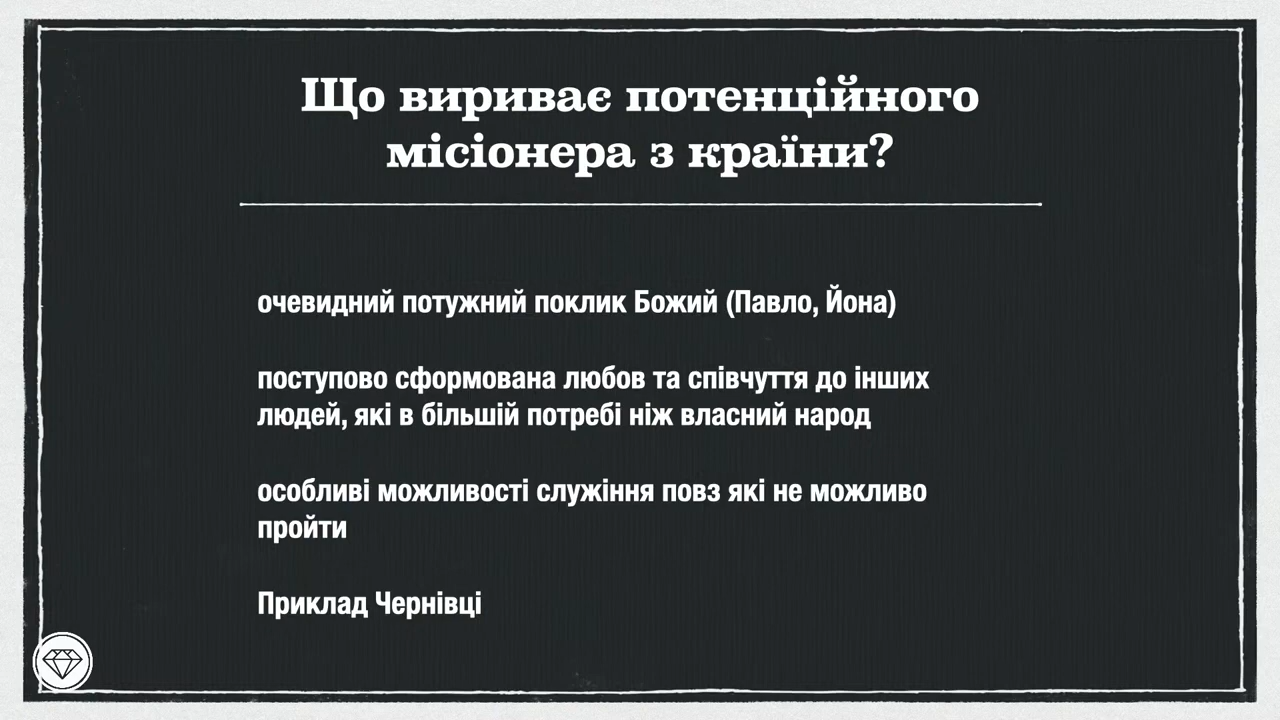 Що вириває потенційного
місіонера з країни?
очевидний потужний поклик Божий (Павло, Йона)
поступово сформована любов та співчуття до інших
людей, які в більшій потребі ніж власний народ
особливі можливості служіння повз які не можливо
пройти
Приклад Чернівці